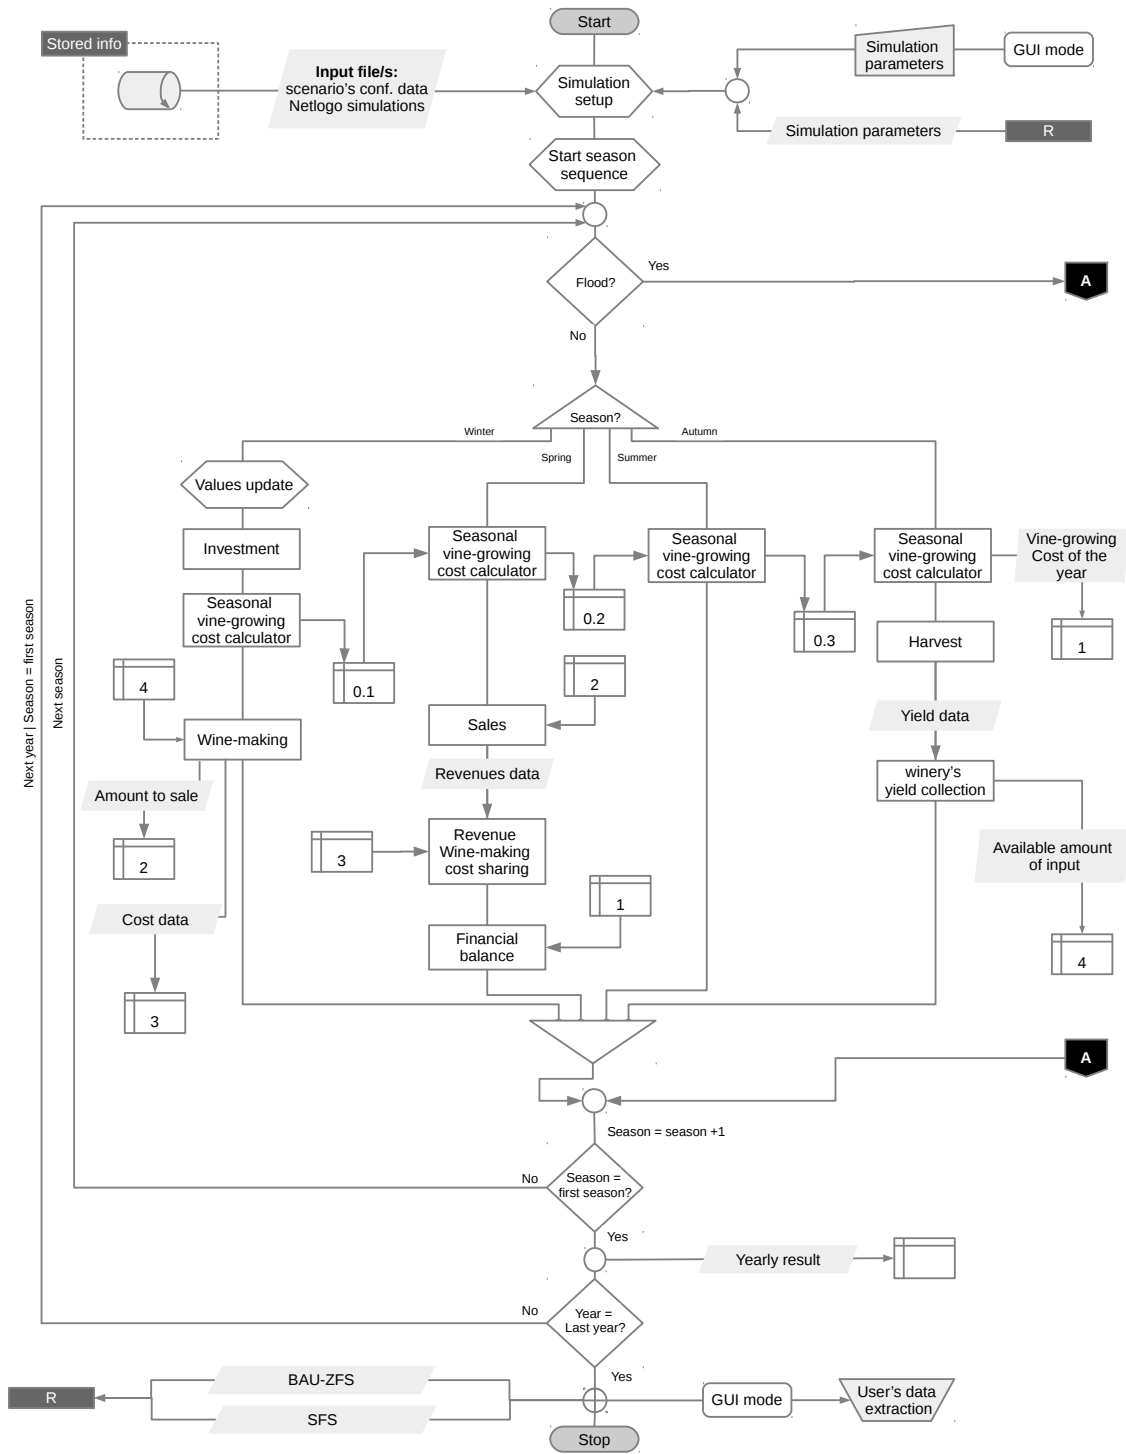 Start
Stored info
Input file/s:
scenario's conf. data
Netlogo simulations
Simulation
setup
Simulation
parameters
GUI mode
Simulation parameters
R
Start season
sequence
Flood?
Yes
A
No
Season?
Winter
Spring
Summer
Autumn
Values update
Investment
Seasonal
vine-growing
cost calculator
Seasonal
vine-growing
cost calculator
Seasonal
vine-growing
cost calculator
Seasonal
vine-growing
cost calculator
Vine-growing
Cost of the
year
0.1
0.2
0.3
1
Harvest
4
2
Wine-making
Sales
Yield data
Amount to sale
Revenues data
winery's
yield collection
2
3
Revenue
Wine-making
cost sharing
Available amount
of input
Cost data
1
Financial
balance
4
3
Next year | Season = first season
Next season
A
Season = season +1
No
Season =
first season?
Yes
Yearly result
No
Year =
Last year?
Yes
R
BAU-ZFS
SFS
GUI mode
User's data
extraction
Stop